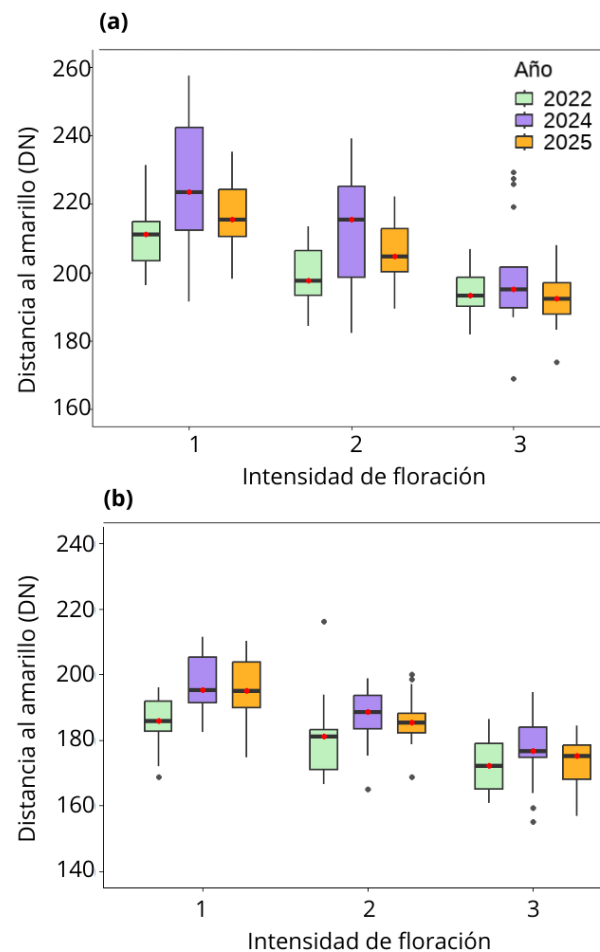 (a)
Distancia al amarillo (DN)
260
240
220
200
180
160
Año
2022
2024
2025
1 2 3
Intensidad de floración
(b)
Distancia al amarillo (DN)
240
220
200
180
160
140
1 2 3
Intensidad de floración